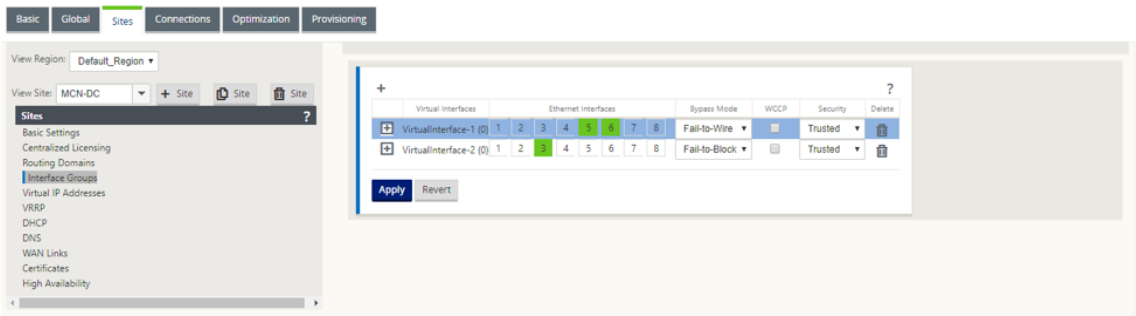 Basic Global Sites Connections Optimization Provisioning
View Region: Default_Region
View Site: MCN-DC + Site Site Site
Sites ?
Basic Settings
Centralized Licensing
Routing Domains
Interface Groups
Virtual IP Addresses
VRRP
DHCP
DNS
WAN Links
Certificates
High Availability
+ ?
Virtual Interfaces Ethernet Interfaces Bypass Mode WCCP Security Delete
+ VirtualInterface-1 (0) 1 2 3 4 5 6 7 8 Fail-to-Wire Trusted
+ VirtualInterface-2 (0) 1 2 3 4 5 6 7 8 Fail-to-Block Trusted
Apply Revert